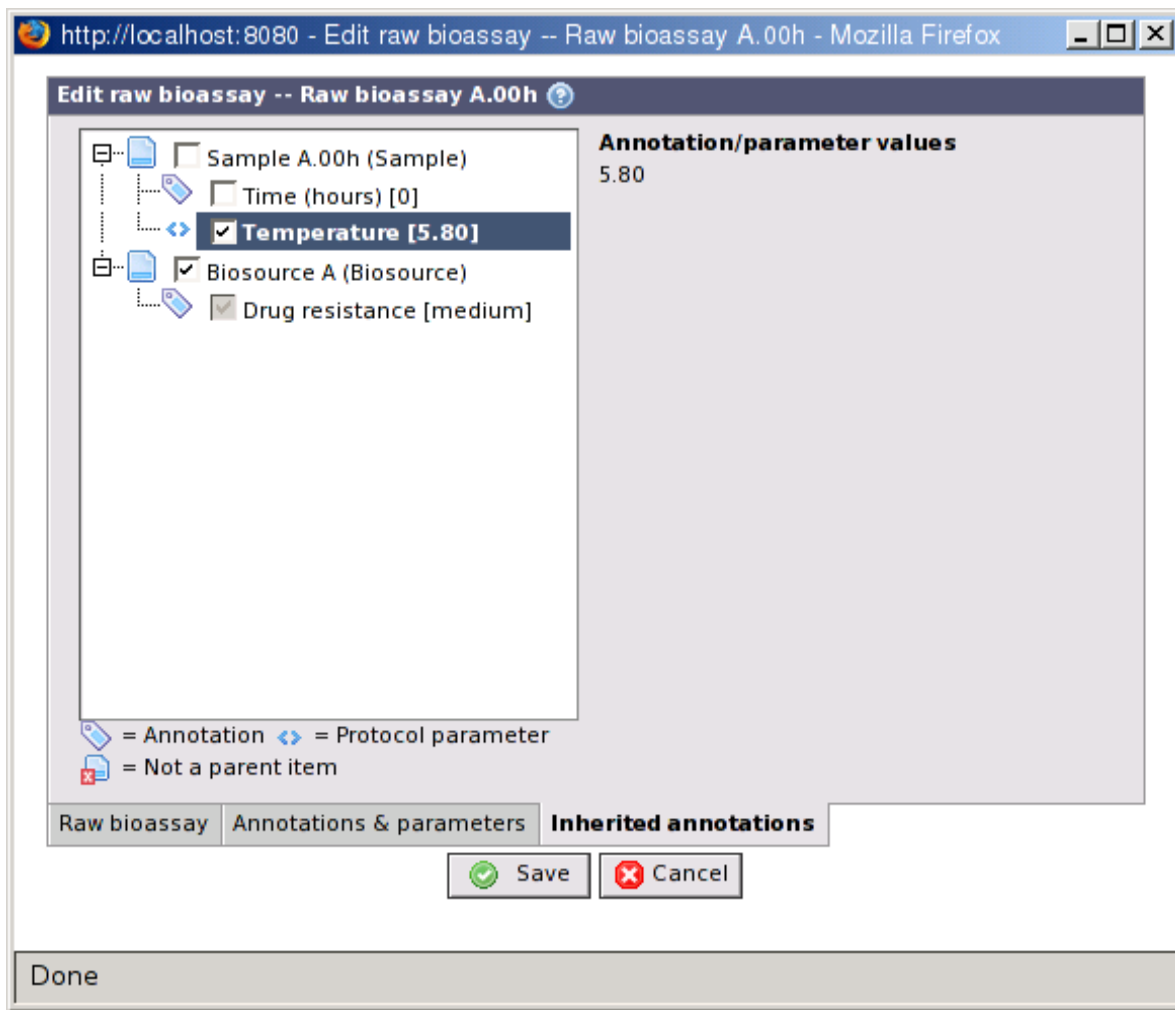 http://localhost:8080 - Edit raw bioassay -- Raw bioassay A.00h - Mozilla Firefox
Edit raw bioassay -- Raw bioassay A.00h ?
Sample A.00h (Sample)
Time (hours) [0]
Temperature [5.80]
Biosource A (Biosource)
Drug resistance [medium]
Annotation/parameter values
5.80
= Annotation = Protocol parameter
= Not a parent item
Raw bioassay Annotations & parameters Inherited annotations
Save Cancel
Done